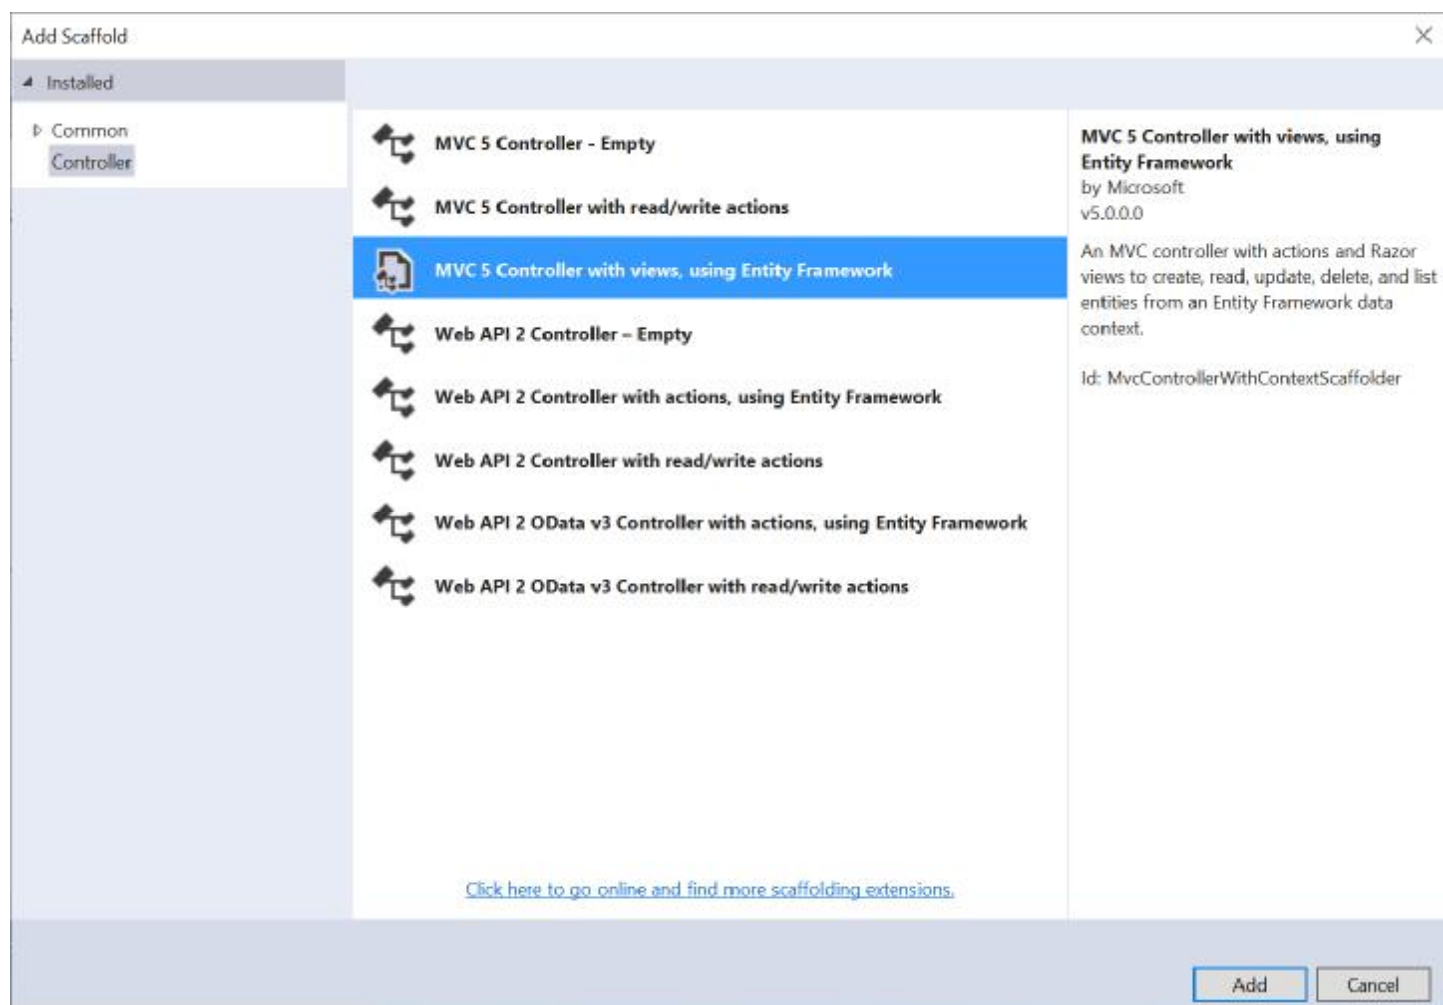 Add Scaffold
Installed
Common
Controller
MVC 5 Controller - Empty
MVC 5 Controller with read/write actions
MVC 5 Controller with views, using Entity Framework
Web API 2 Controller – Empty
Web API 2 Controller with actions, using Entity Framework
Web API 2 Controller with read/write actions
Web API 2 OData v3 Controller with actions, using Entity Framework
Web API 2 OData v3 Controller with read/write actions
Click here to go online and find more scaffolding extensions.
MVC 5 Controller with views, using
Entity Framework
by Microsoft
v5.0.0.0
An MVC controller with actions and Razor
views to create, read, update, delete, and list
entities from an Entity Framework data
context.
Id: MvcControllerWithContextScaffolder
Add
Cancel